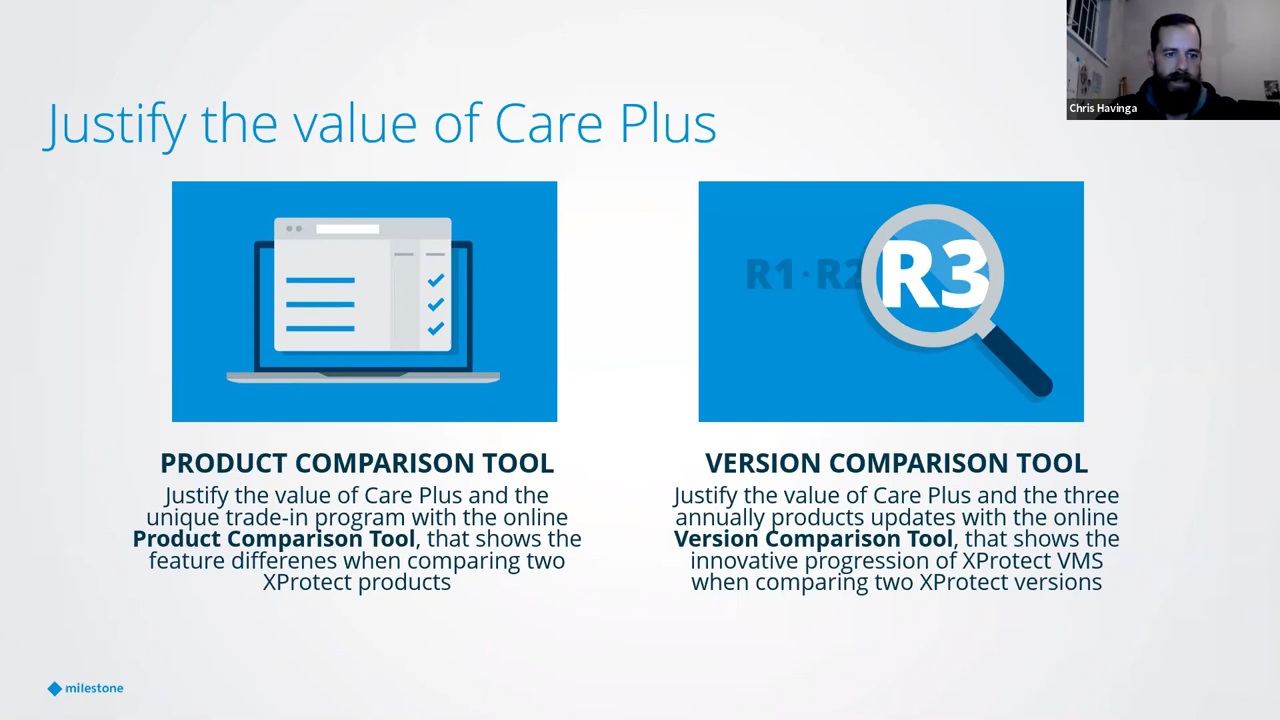 Chris Havinga
Justify the value of Care Plus
R1·R2
R3
PRODUCT COMPARISON TOOL
Justify the value of Care Plus and the
unique trade-in program with the online
Product Comparison Tool, that shows the
feature differenes when comparing two
XProtect products
VERSION COMPARISON TOOL
Justify the value of Care Plus and the three
annually products updates with the online
Version Comparison Tool, that shows the
innovative progression of XProtect VMS
when comparing two XProtect versions
milestone